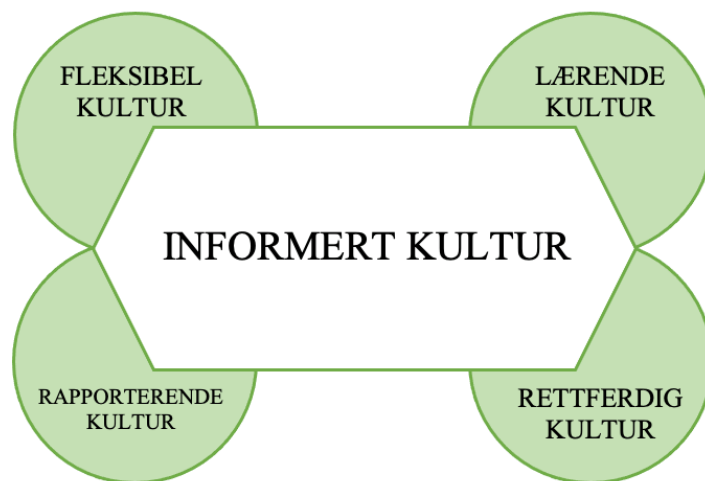 FLEKSIBEL
KULTUR
LÆRENDE
KULTUR
INFORMERT KULTUR
RAPPORTERENDE
KULTUR
RETTFERDIG
KULTUR